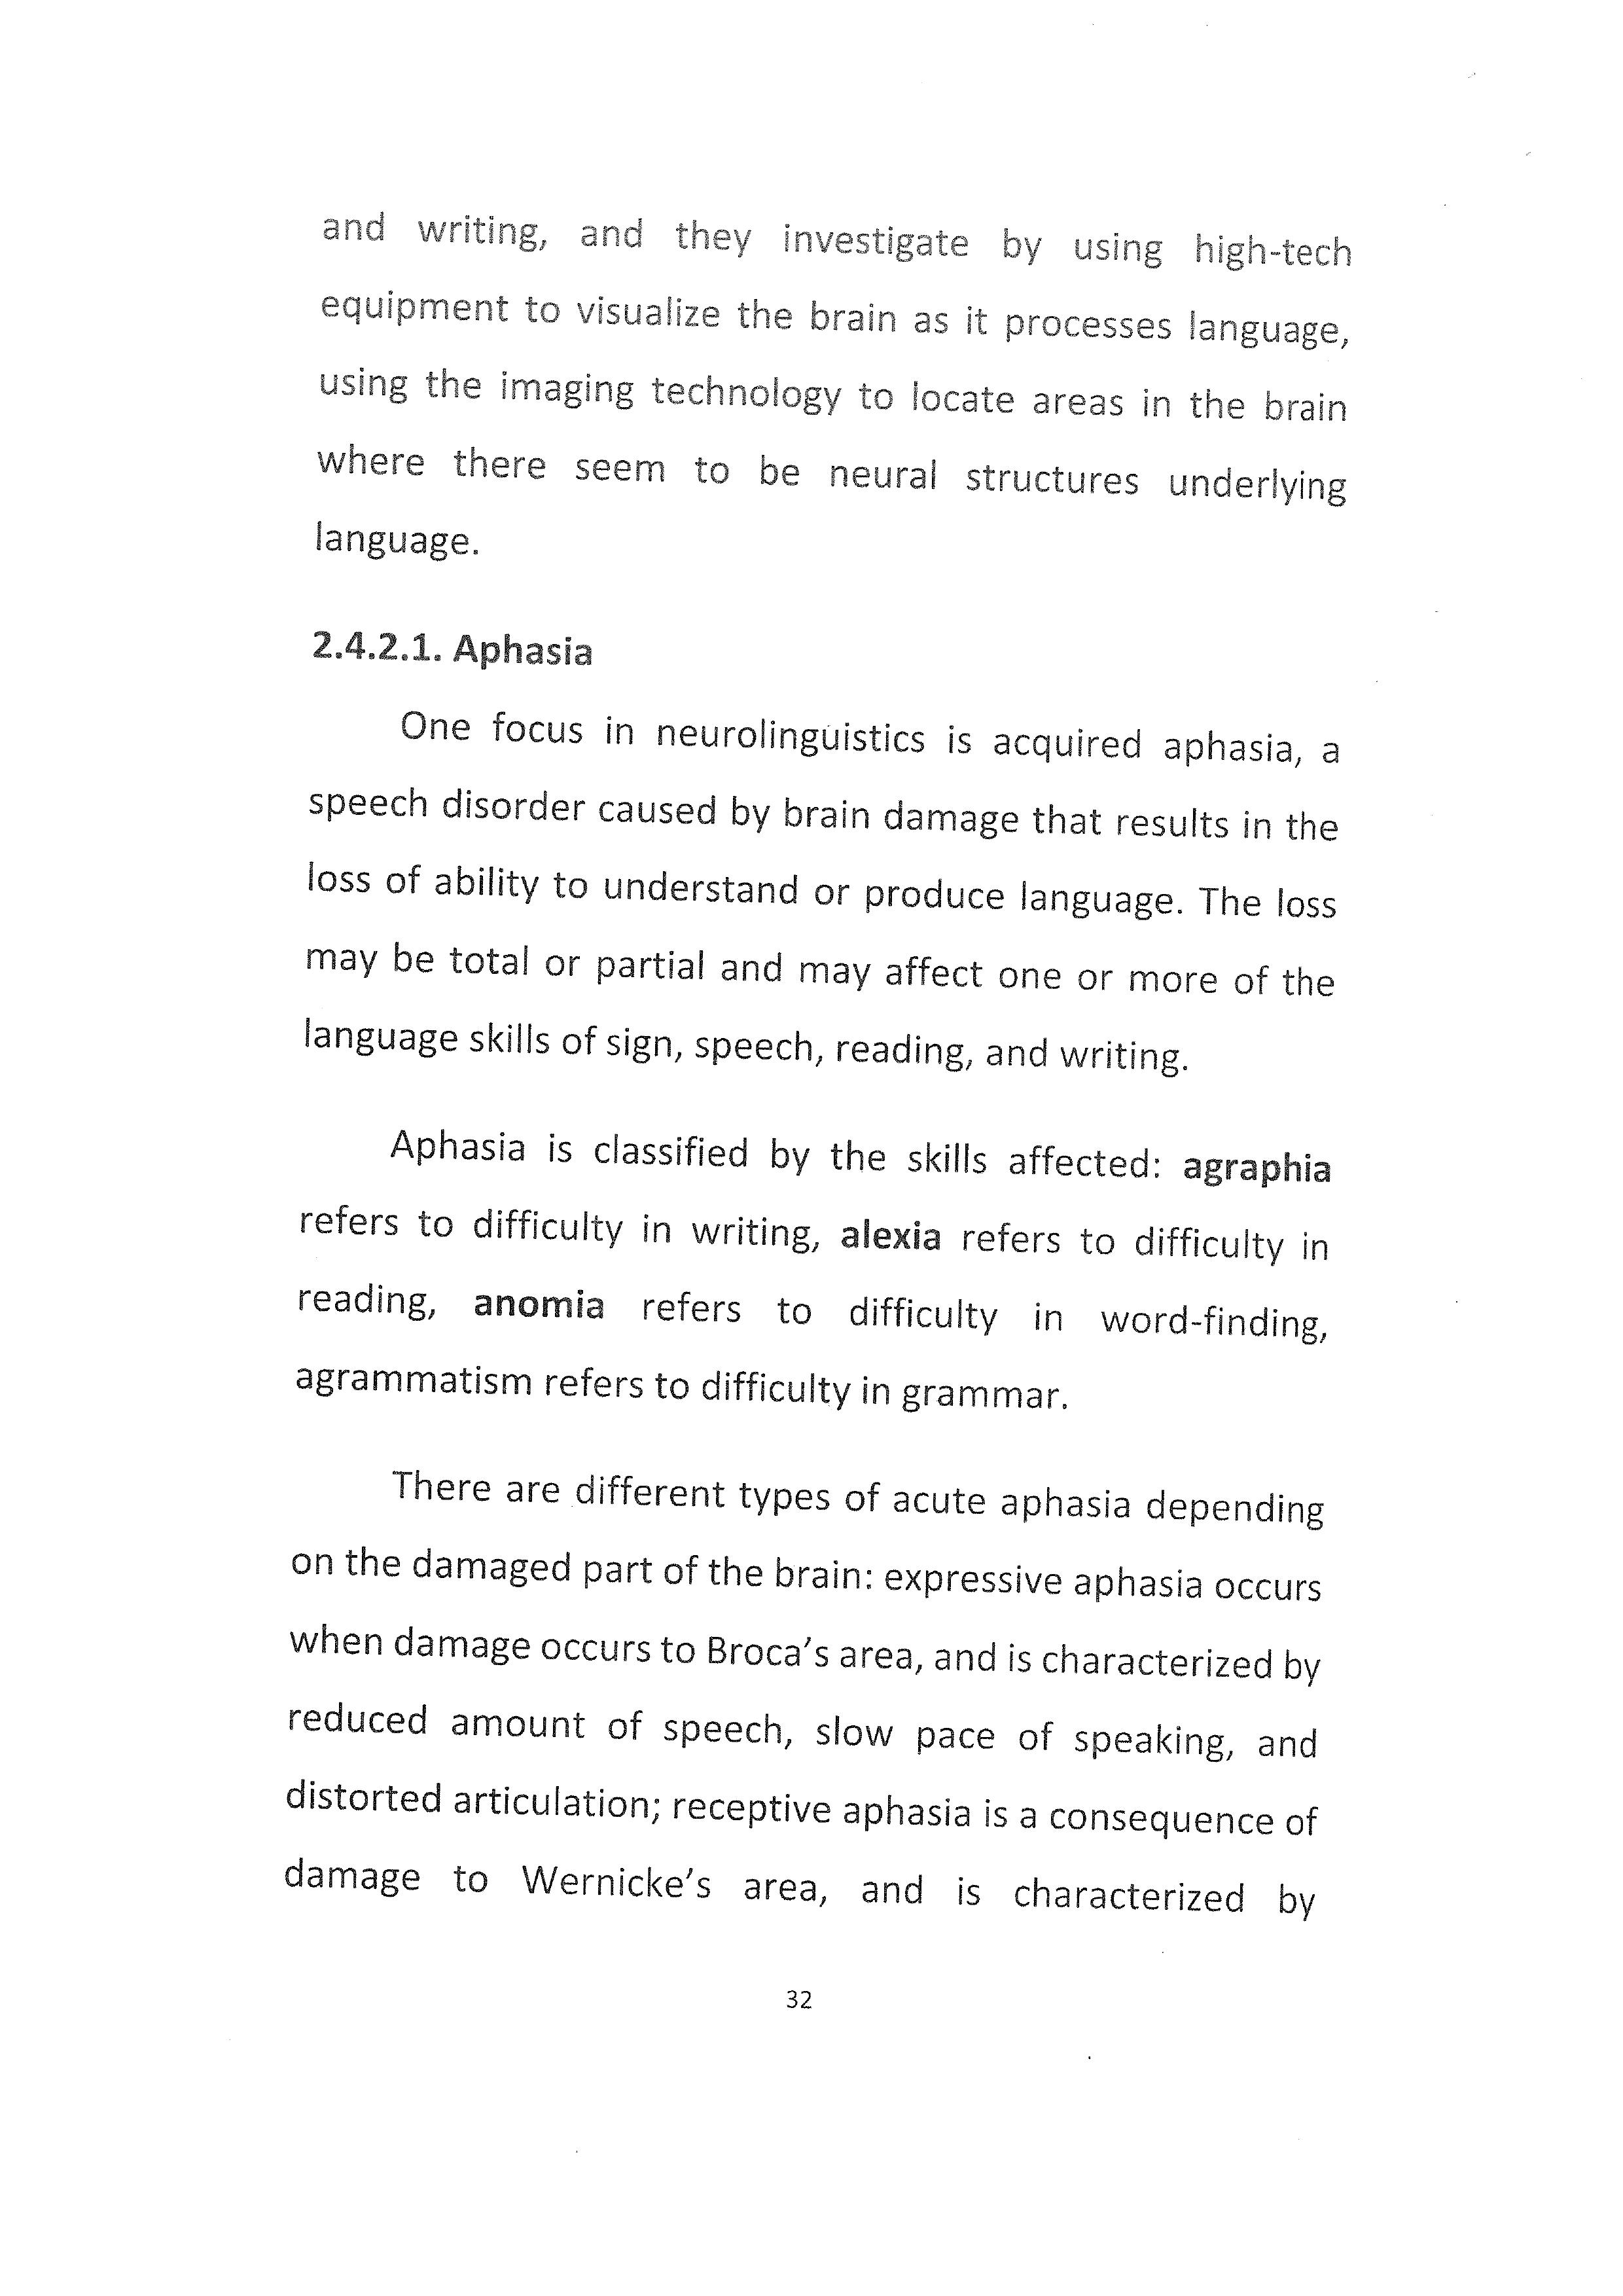 and writing, and they investigate by using high-tech
equipment to visualize the brain as it processes language,
using the imaging technology to locate areas in the brain
where there seem to be neural structures underlying
language.
2.4.2.1. Aphasia
One focus in neurolinguistics is acquired aphasia, a
speech disorder caused by brain damage that results in the
loss of ability to understand or produce language. The loss
may be total or partial and may affect one or more of the
language skills of sign, speech, reading, and writing.
Aphasia is classified by the skills affected: agraphia
refers to difficulty in writing, alexia refers to difficulty in
reading, anomia refers to difficulty in word-finding,
agrammatism refers to difficulty in grammar.
There are different types of acute aphasia depending
on the damaged part of the brain: expressive aphasia occurs
when damage occurs to Broca's area, and is characterized by
reduced amount of speech, slow pace of speaking, and
distorted articulation; receptive aphasia is a consequence of
damage to Wernicke's area, and is characterized by
32